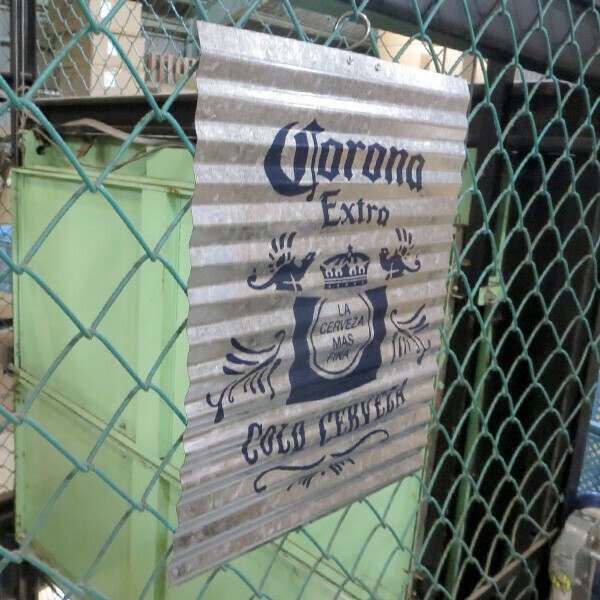 Corona
Extra
LA
CERVEZA
MAS
FINA
COLD CERVEZA